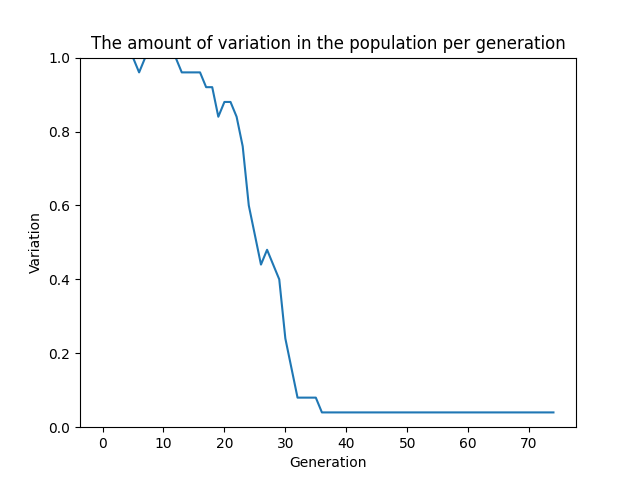 The amount of variation in the population per generation
1.0
0.8
0.6
0.4
0.2
0.0
Variation
0 10 20 30 40 50 60 70
Generation